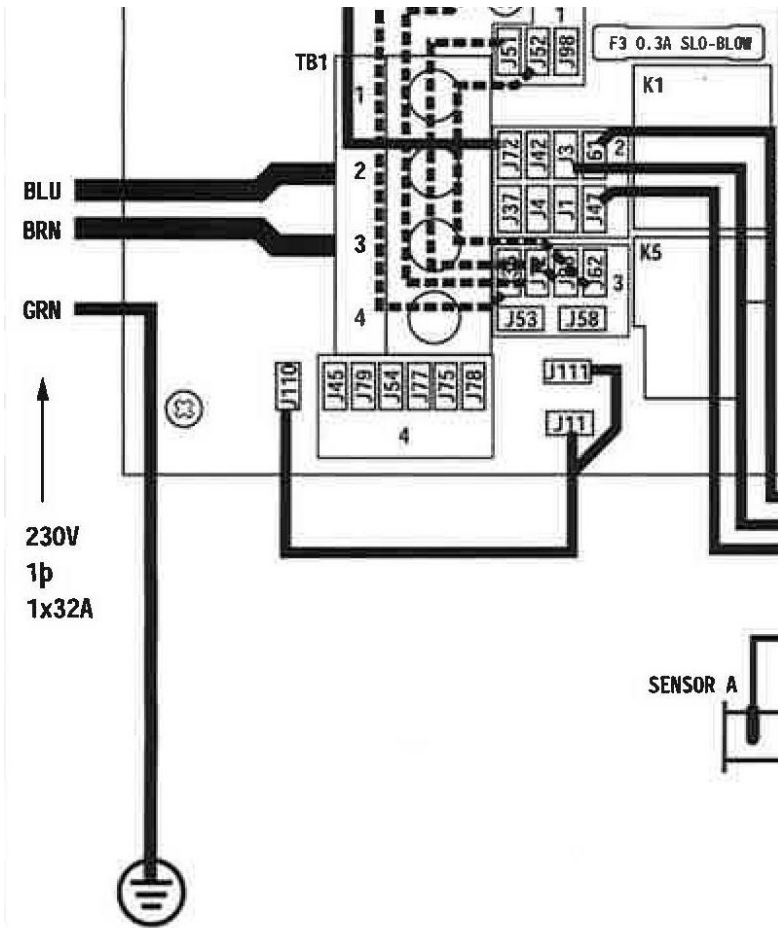 1
J51 J52 J98
F3 0.3A SLO-BLOW
TB1
K1
1
J72 J42 J3 J61 2
2
BLU
J37 J4 J1 J47
BRN
3
K5
J62 3
GRN
4
J53 J58
J110
J45 J79 J54 J77 J75 J78
J111
J11
4
230V
1þ
1x32A
SENSOR A